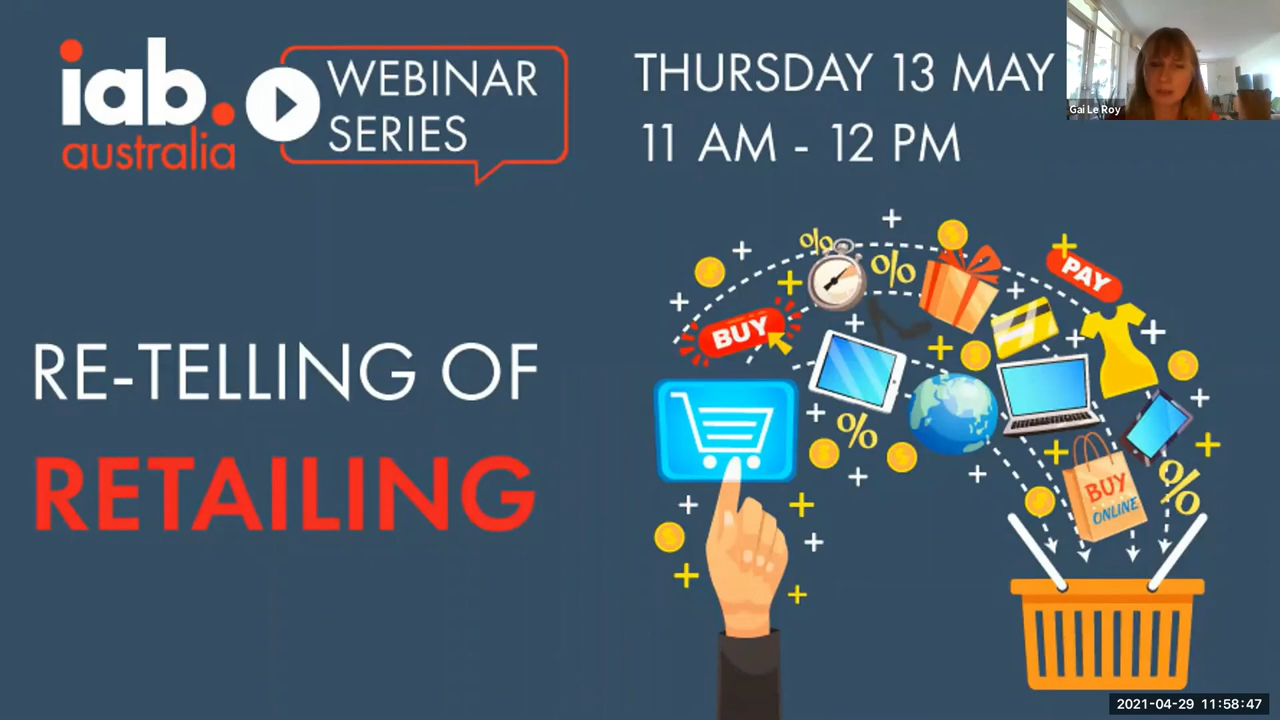 iab.
australia
WEBINAR
SERIES
THURSDAY 13 MAY
11 AM - 12 PM
Gai Le Roy
RE-TELLING OF
RETAILING
%
%
PAY
BUY
%
%
BUY
ONLINE
2021-04-29 11:58:47